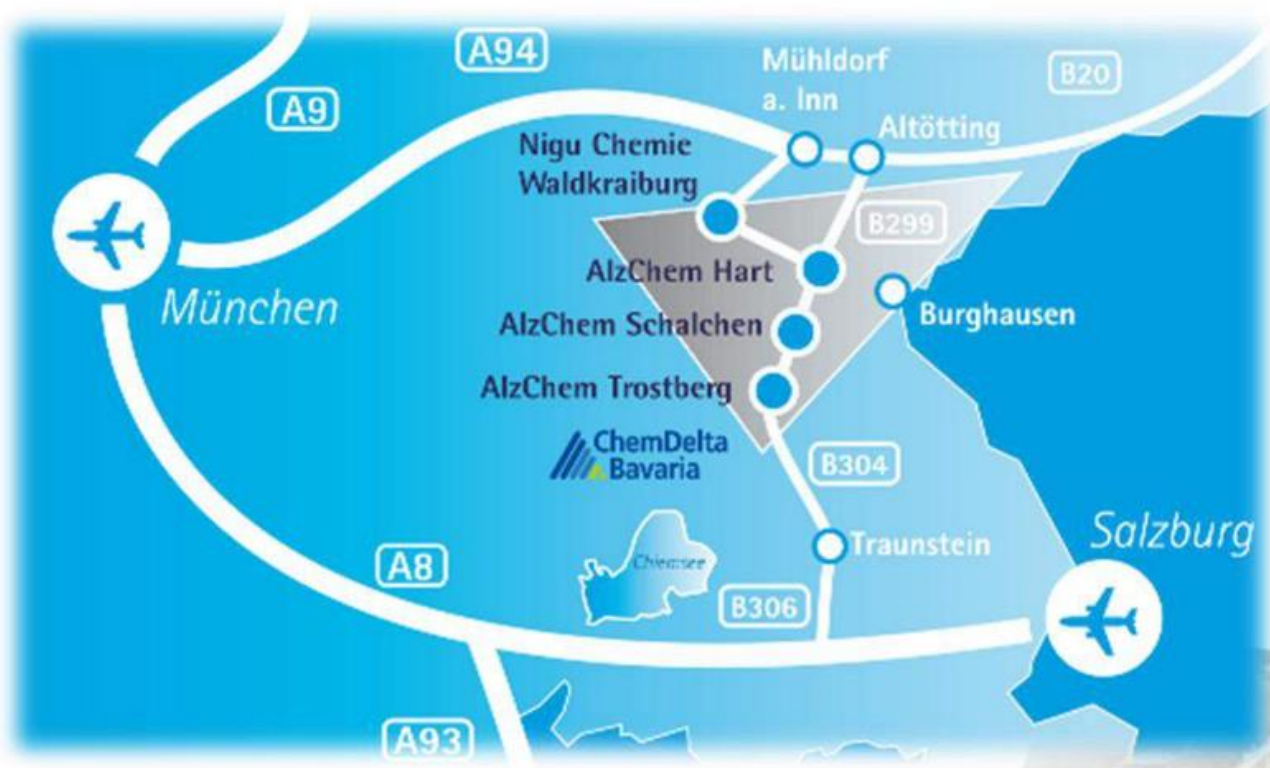 A94
Mühldorf
a. Inn
B20
A9
Altötting
Nigu Chemie
Waldkraiburg
B299
AlzChem Hart
München
Burghausen
AlzChem Schalchen
AlzChem Trostberg
ChemDelta
Bavaria
B304
Salzburg
Traunstein
A8
Chiemsee
B306
A93